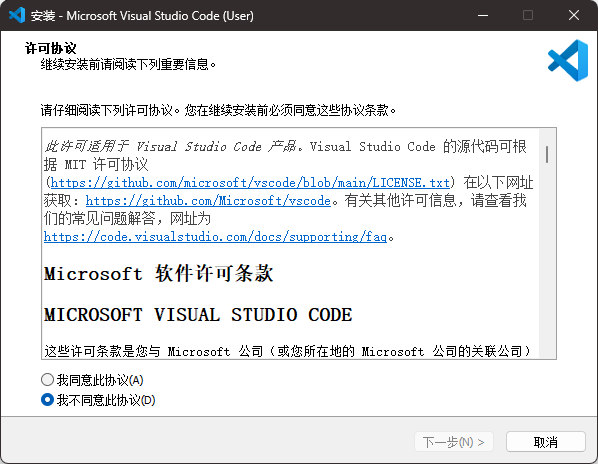 安装 - Microsoft Visual Studio Code (User)
许可协议
继续安装前请阅读下列重要信息。
请仔细阅读下列许可协议。您在继续安装前必须同意这些协议条款。
此许可适用于 Visual Studio Code 产品。Visual Studio Code 的源代码可根
据 MIT 许可协议
(https://github.com/microsoft/vscode/blob/main/LICENSE.txt) 在以下网址
获取：https://github.com/Microsoft/vscode。有关其他许可信息，请查看我
们的常见问题解答，网址为
https://code.visualstudio.com/docs/supporting/faq。
Microsoft 软件许可条款
MICROSOFT VISUAL STUDIO CODE
这些许可条款是您与 Microsoft 公司（或您所在地的 Microsoft 公司的关联公司）
我同意此协议(A)
我不同意此协议(D)
下一步(N) >
取消